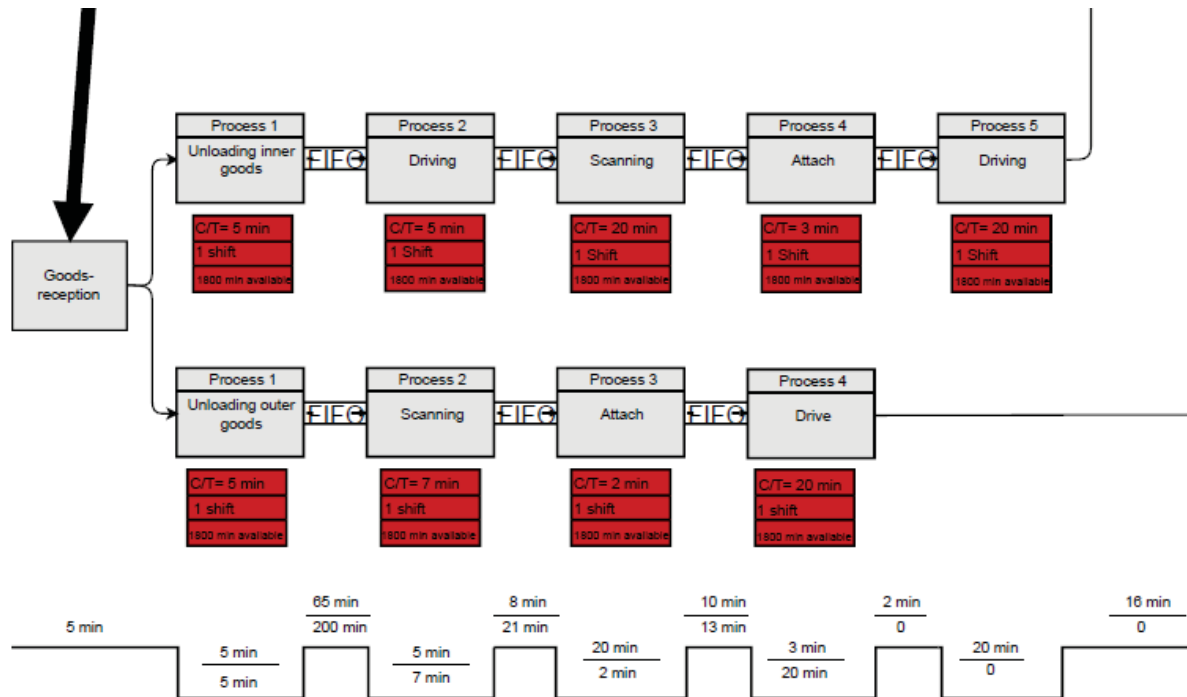 Process 1
Unloading inner
goods
FIFO
Process 2
Driving
FIFO
Process 3
Scanning
FIFO
Process 4
Attach
FIFO
Process 5
Driving
C/T= 5 min
1 shift
1800 min available
C/T= 5 min
1 Shift
1800 min available
C/T= 20 min
1 Shift
1800 min available
C/T= 3 min
1 Shift
1800 min available
C/T= 20 min
1 Shift
1800 min available
Goods-
reception
Process 1
Unloading outer
goods
FIFO
Process 2
Scanning
FIFO
Process 3
Attach
FIFO
Process 4
Drive
C/T= 5 min
1 shift
1800 min available
C/T= 7 min
1 shift
1800 min available
C/T= 2 min
1 shift
1800 min available
C/T= 20 min
1 shift
1800 min available
5 min
5 min
5 min
65 min
200 min
5 min
7 min
8 min
21 min
20 min
2 min
10 min
13 min
3 min
20 min
2 min
0
20 min
0
16 min
0